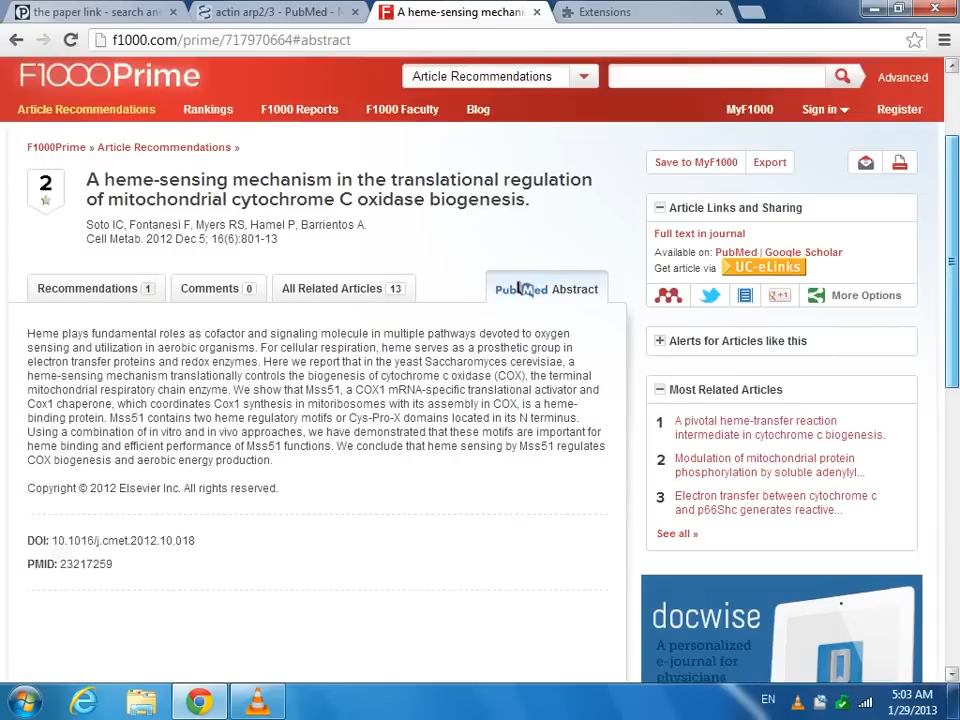 the paper link - search an
actin arp2/3 - PubMed - N
A heme-sensing mechani
Extensions
f1000.com/prime/717970664#abstract
F1000Prime
Article Recommendations
Advanced
Article Recommendations
Rankings
F1000 Reports
F1000 Faculty
Blog
MyF1000
Sign in
Register
F1000Prime » Article Recommendations »
2
A heme-sensing mechanism in the translational regulation
of mitochondrial cytochrome C oxidase biogenesis.
Soto IC, Fontanesi F, Myers RS, Hamel P, Barrientos A.
Cell Metab. 2012 Dec 5; 16(6):801-13
Recommendations 1
Comments 0
All Related Articles 13
PubMed Abstract
Heme plays fundamental roles as cofactor and signaling molecule in multiple pathways devoted to oxygen
sensing and utilization in aerobic organisms. For cellular respiration, heme serves as a prosthetic group in
electron transfer proteins and redox enzymes. Here we report that in the yeast Saccharomyces cerevisiae, a
heme-sensing mechanism translationally controls the biogenesis of cytochrome c oxidase (COX), the terminal
mitochondrial respiratory chain enzyme. We show that Mss51, a COX1 mRNA-specific translational activator and
Cox1 chaperone, which coordinates Cox1 synthesis in mitoribosomes with its assembly in COX, is a heme-
binding protein. Mss51 contains two heme regulatory motifs or Cys-Pro-X domains located in its N terminus.
Using a combination of in vitro and in vivo approaches, we have demonstrated that these motifs are important for
heme binding and efficient performance of Mss51 functions. We conclude that heme sensing by Mss51 regulates
COX biogenesis and aerobic energy production.
Copyright © 2012 Elsevier Inc. All rights reserved.
DOI: 10.1016/j.cmet.2012.10.018
PMID: 23217259
Save to MyF1000
Export
Article Links and Sharing
Full text in journal
Available on: PubMed | Google Scholar
Get article via UC-eLinks
+1
More Options
Alerts for Articles like this
Most Related Articles
1 A pivotal heme-transfer reaction
intermediate in cytochrome c biogenesis.
2 Modulation of mitochondrial protein
phosphorylation by soluble adenylyl...
3 Electron transfer between cytochrome c
and p66Shc generates reactive...
See all »
docwise
A personalized
e-journal for
physicians
EN
5:03 AM
1/29/2013